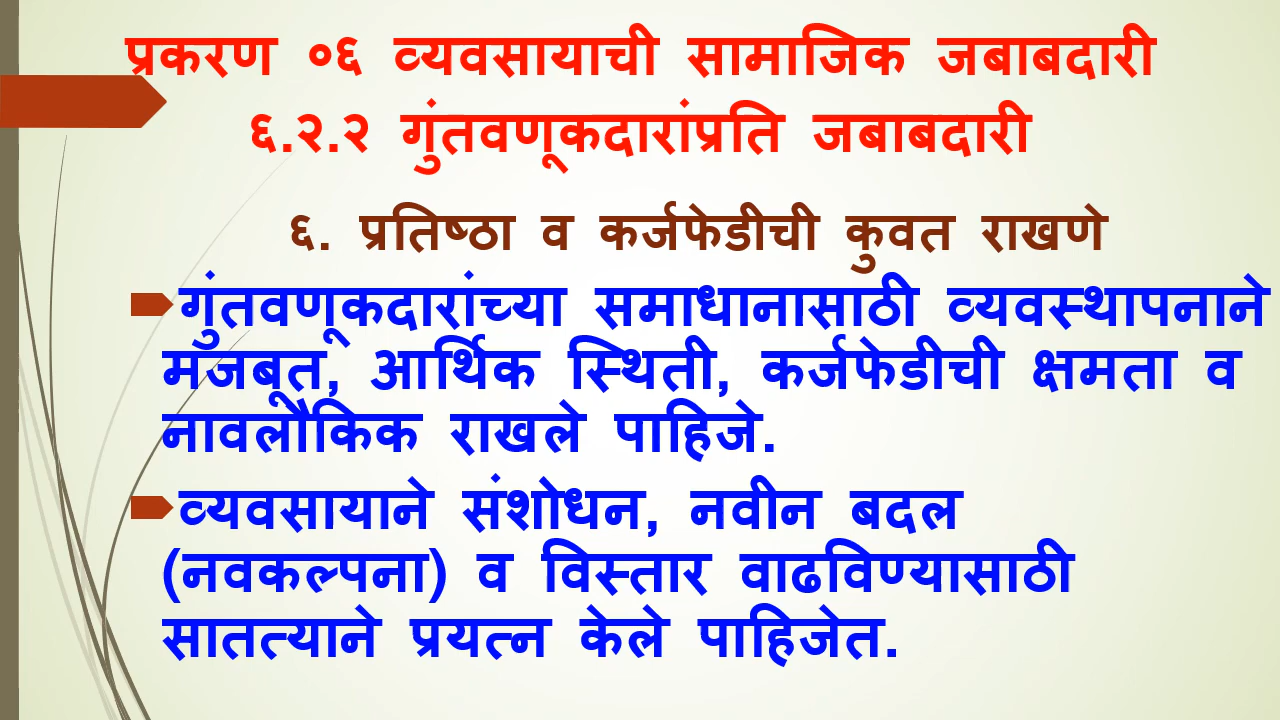 प्रकरण ०६ व्यवसायाची सामाजिक जबाबदारी
६.२.२ गुंतवणूकदारांप्रति जबाबदारी
६. प्रतिष्ठा व कर्जफेडीची कुवत राखणे
गुंतवणूकदारांच्या समाधानासाठी व्यवस्थापनाने
मजबूत, आर्थिक स्थिती, कर्जफेडीची क्षमता व
नावलौकिक राखले पाहिजे.
व्यवसायाने संशोधन, नवीन बदल
(नवकल्पना) व विस्तार वाढविण्यासाठी
सातत्याने प्रयत्न केले पाहिजेत.